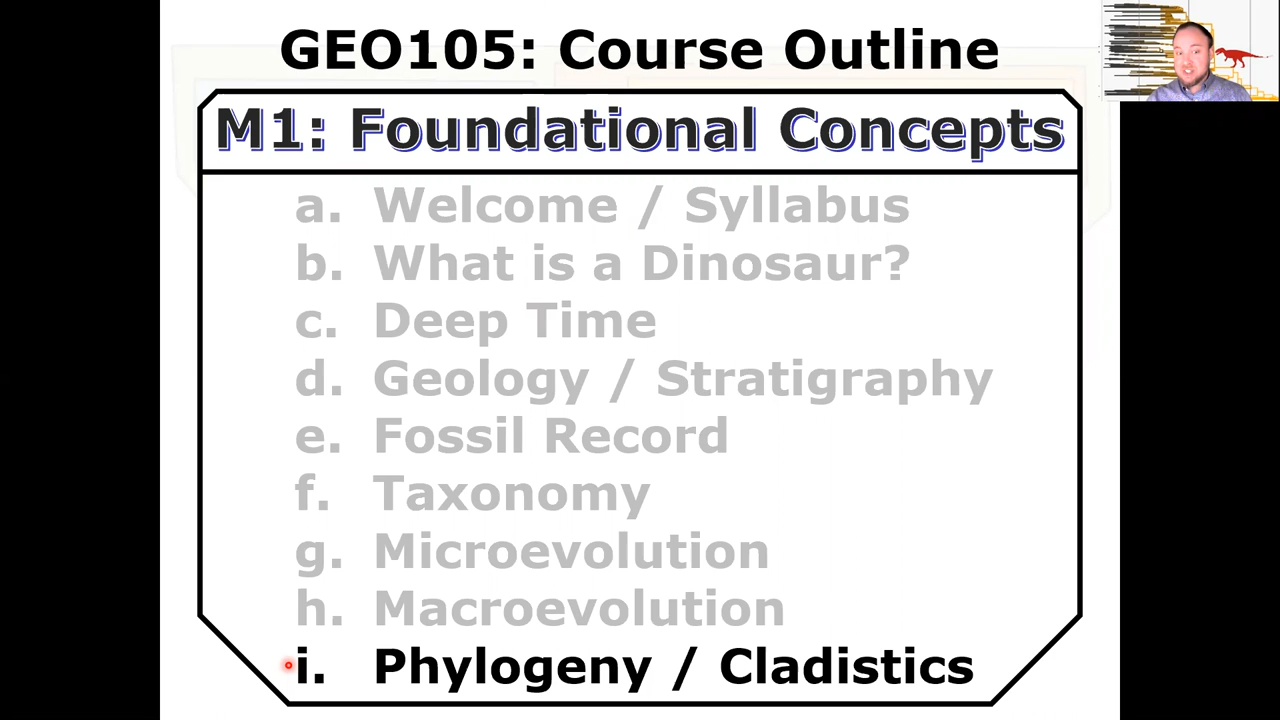 GEO105: Course Outline
M1: Foundational Concepts
a. Welcome / Syllabus
b. What is a Dinosaur?
c. Deep Time
d. Geology / Stratigraphy
e. Fossil Record
f. Taxonomy
g. Microevolution
h. Macroevolution
i. Phylogeny / Cladistics